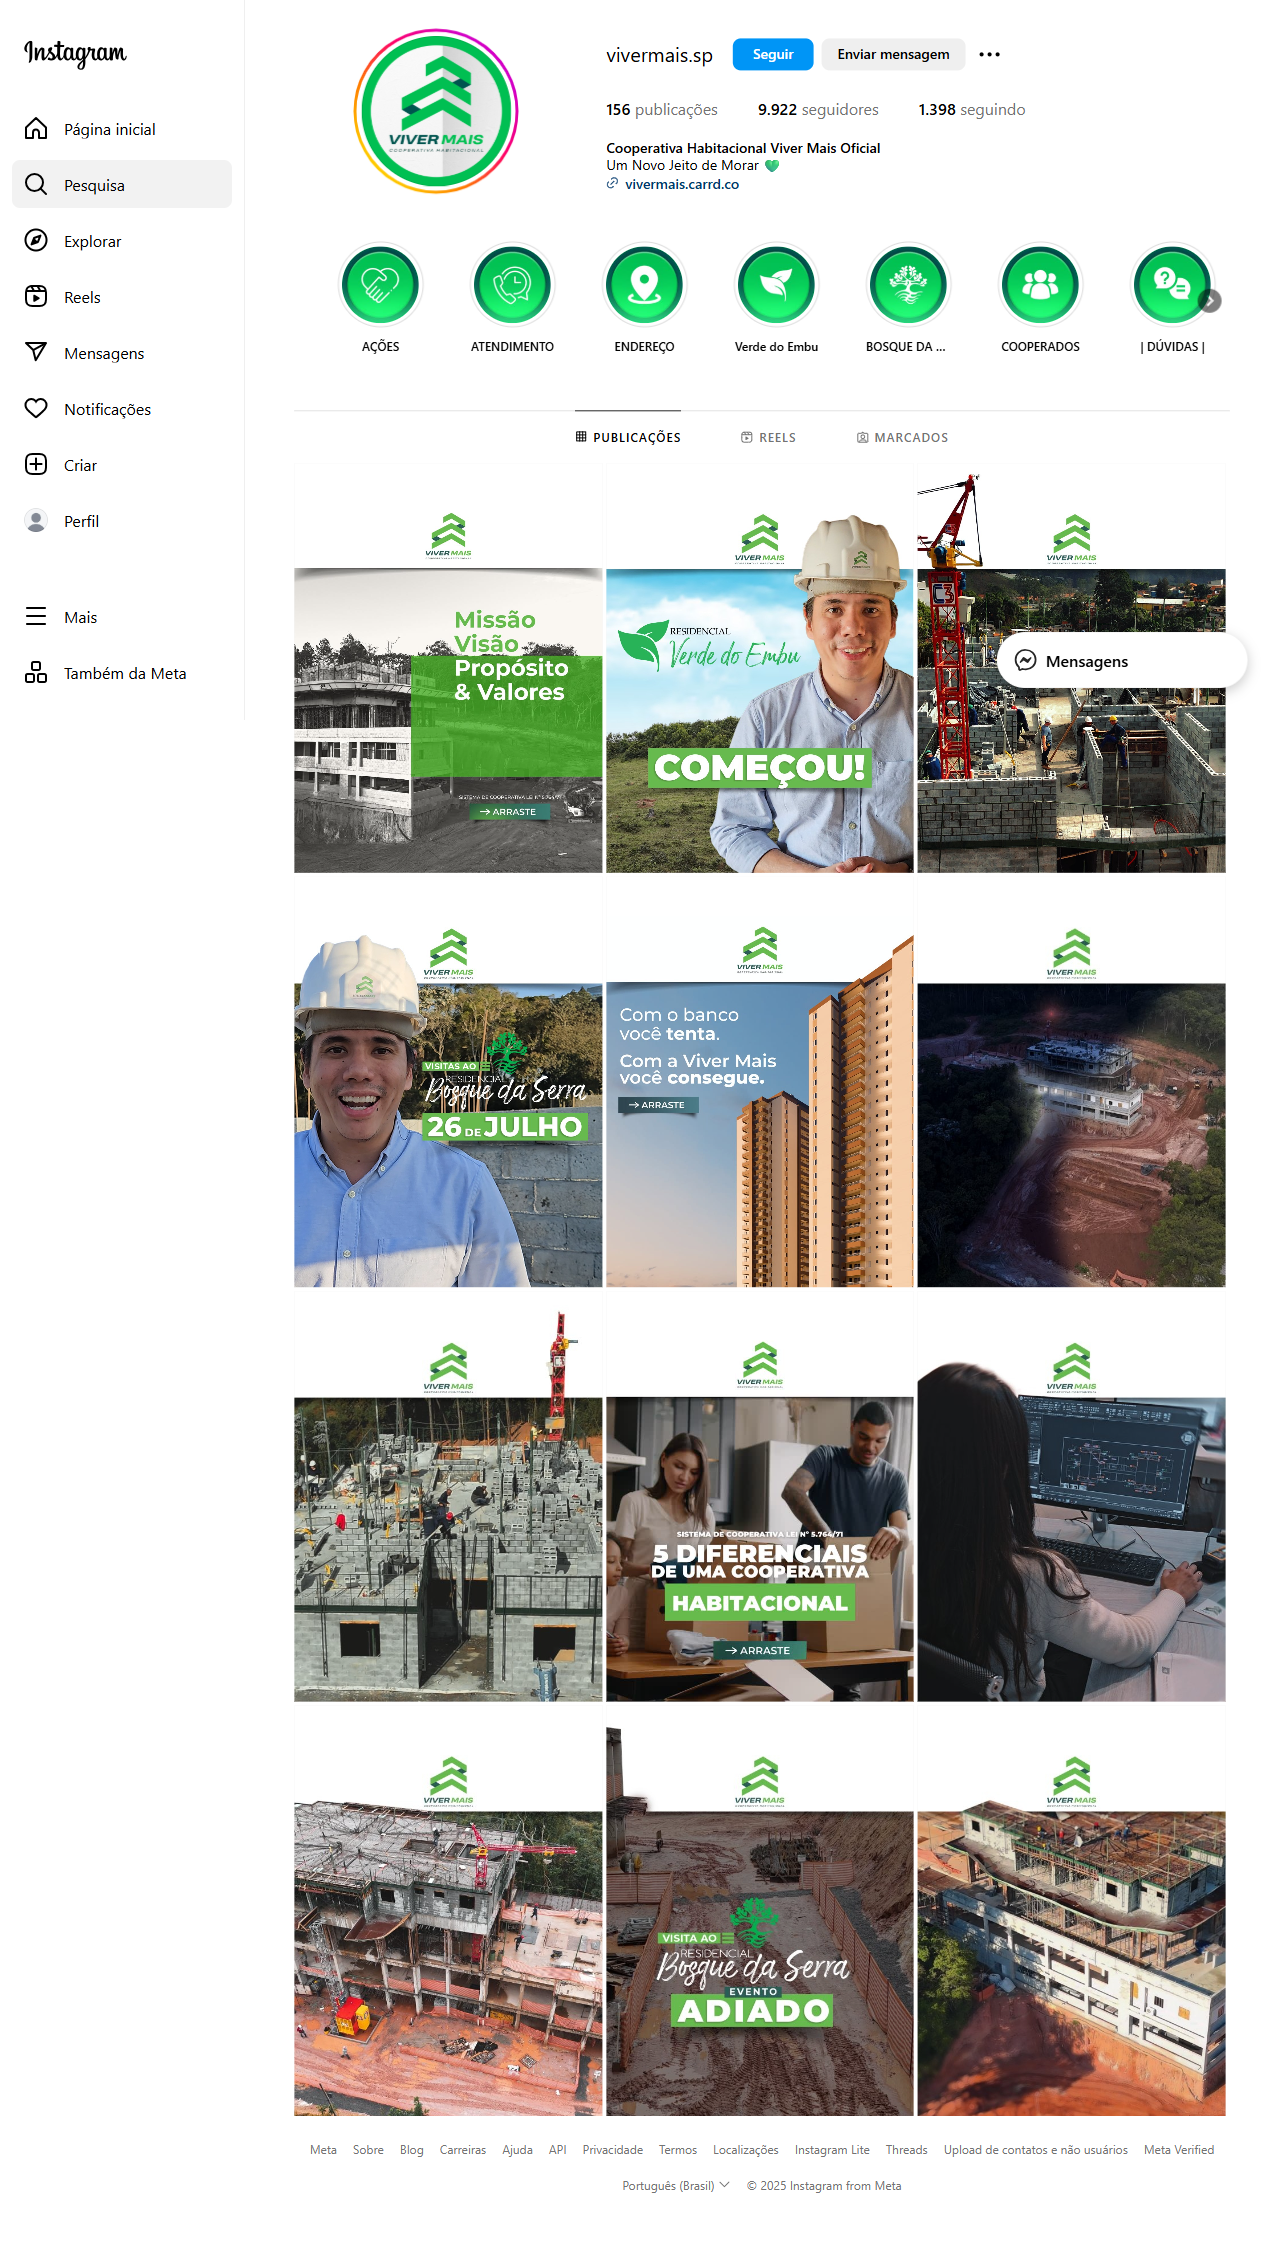 Instagram
Página inicial
Pesquisa
Explorar
Reels
Mensagens
Notificações
Criar
Perfil
Mais
Também da Meta
VIVER MAIS
COOPERATIVA HABITACIONAL
vivermais.sp
Seguir
Enviar mensagem
156 publicações
9.922 seguidores
1.398 seguindo
Cooperativa Habitacional Viver Mais Oficial
Um Novo Jeito de Morar
vivermais.carrd.co
AÇÕES
ATENDIMENTO
ENDEREÇO
Verde do Embu
BOSQUE DA ...
COOPERADOS
| DÚVIDAS |
PUBLICAÇÕES
REELS
MARCADOS
VIVER MAIS
Missão
Visão
Propósito
& Valores
SISTEMA DE COOPERATIVA LEI Nº 5.764/71
ARRASTE
VIVER MAIS
RESIDENCIAL
Verde do Embu
COMEÇOU!
VIVER MAIS
Mensagens
VIVER MAIS
VISITAS AO
RESIDENCIAL
Bosque da Serra
26 DE JULHO
VIVER MAIS
Com o banco
você tenta.
Com a Viver Mais
você consegue.
ARRASTE
VIVER MAIS
VIVER MAIS
VIVER MAIS
SISTEMA DE COOPERATIVA LEI Nº 5.764/71
5 DIFERENCIAIS
DE UMA COOPERATIVA
HABITACIONAL
ARRASTE
VIVER MAIS
VIVER MAIS
VIVER MAIS
VISITA AO
RESIDENCIAL
Bosque da Serra
EVENTO
ADIADO
VIVER MAIS
Meta
Sobre
Blog
Carreiras
Ajuda
API
Privacidade
Termos
Localizações
Instagram Lite
Threads
Upload de contatos e não usuários
Meta Verified
Português (Brasil)
© 2025 Instagram from Meta